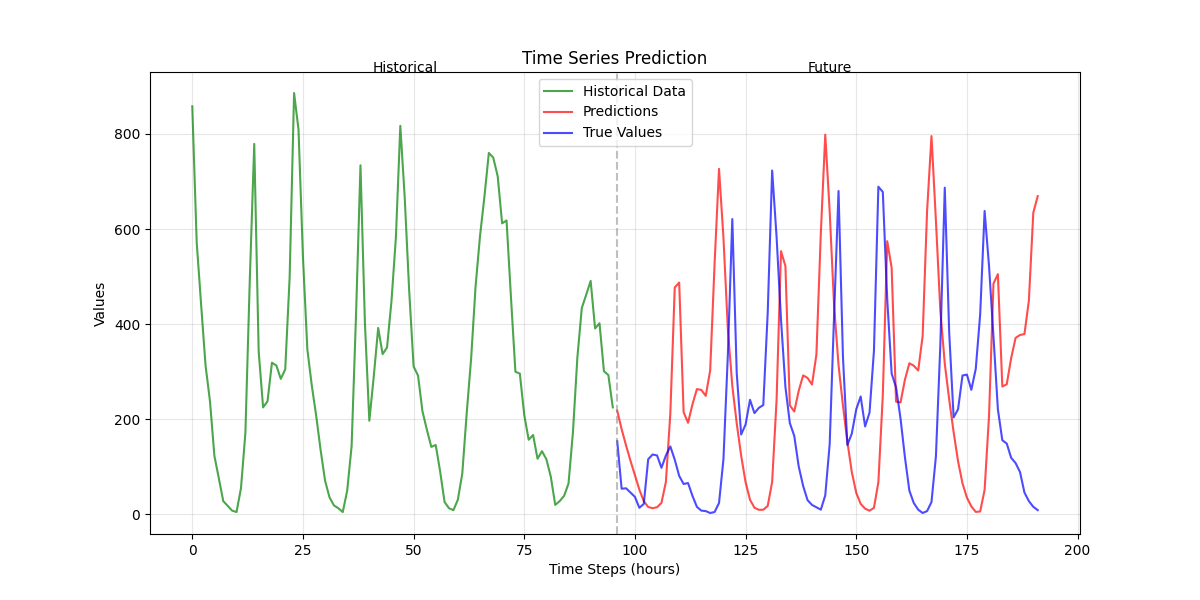 Time Series Prediction
Historical
Future
Historical Data
Predictions
True Values
Values
800
600
400
200
0
0
25
50
75
100
125
150
175
200
Time Steps (hours)